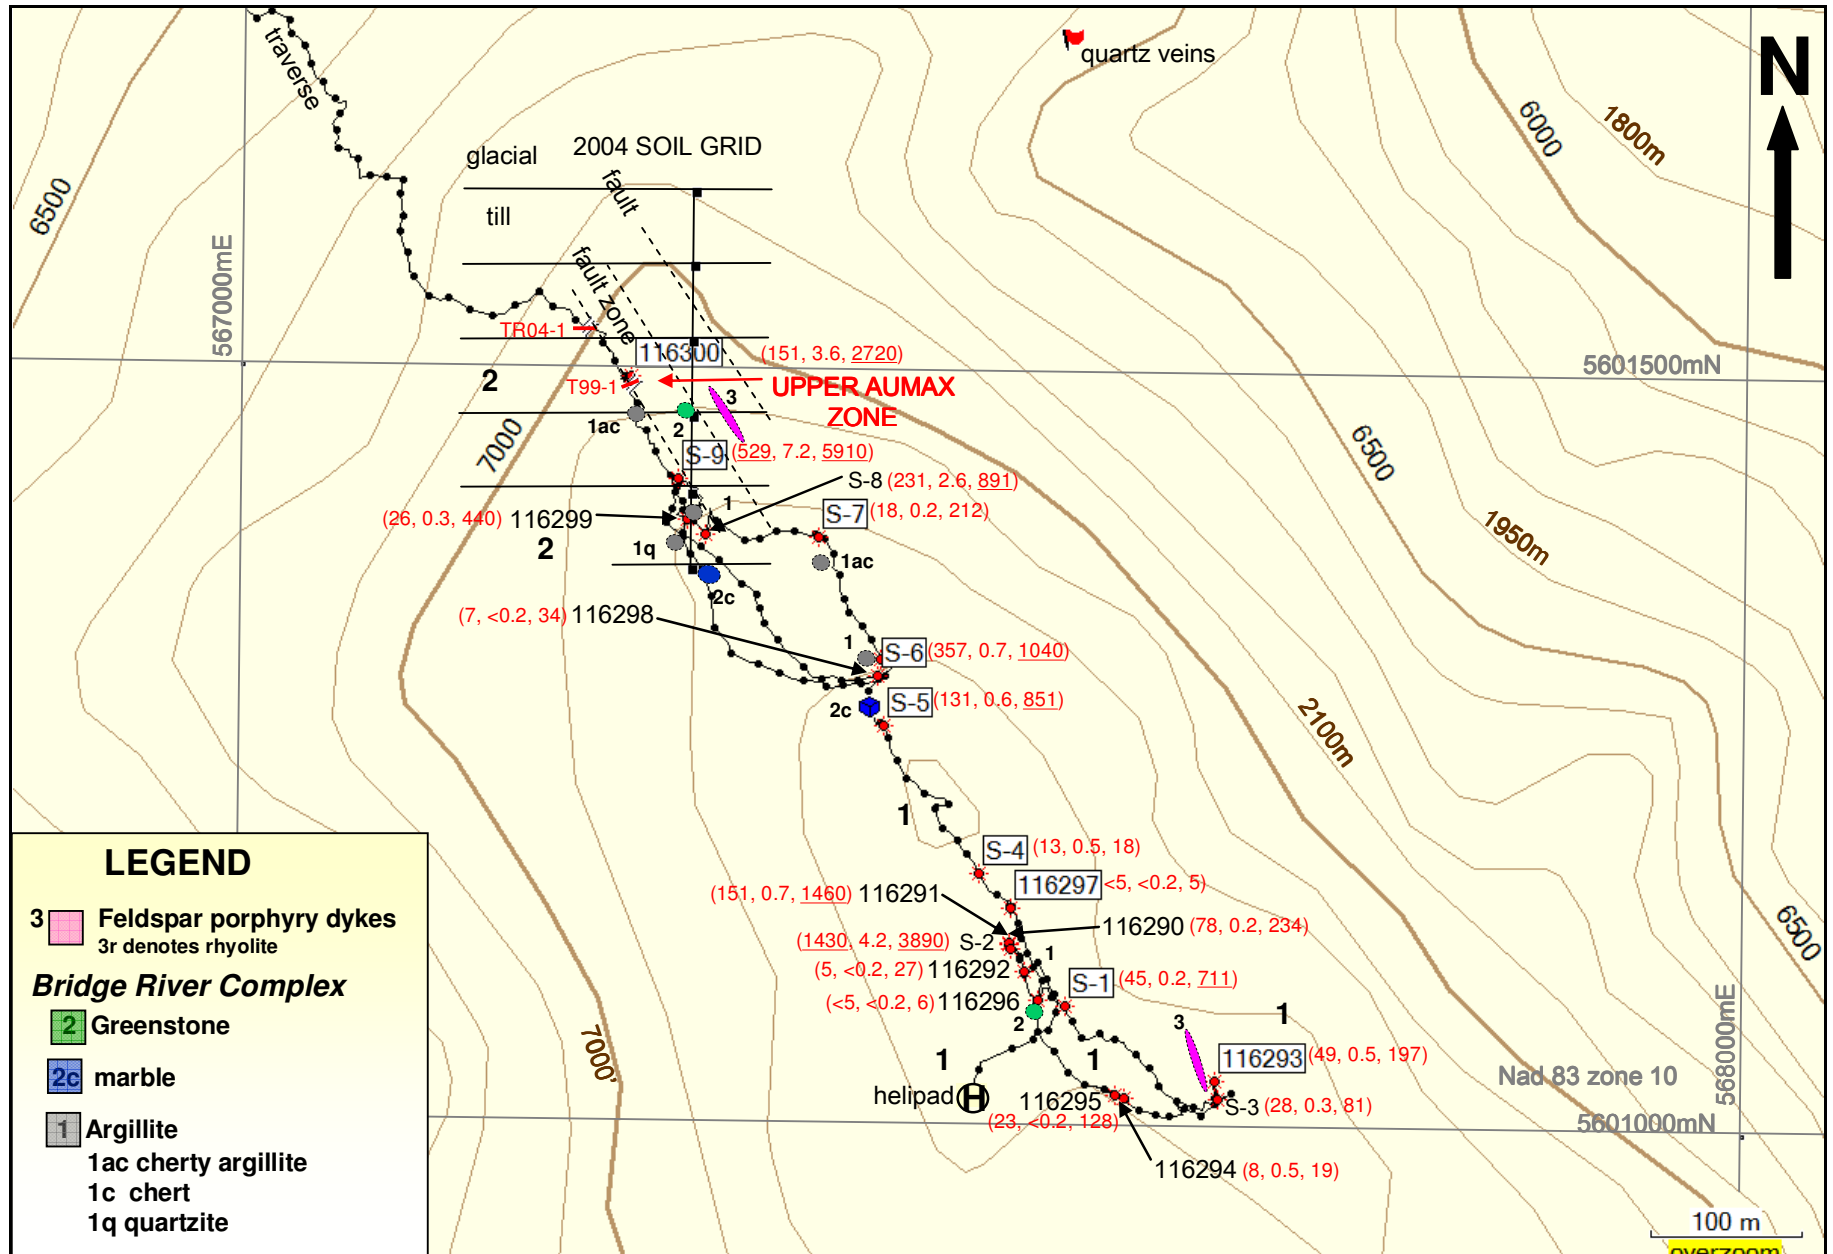 traverse
quartz veins
N
6000
1800m
6500
glacial
2004 SOIL GRID
till
fault
fault zone
567000mE
TR04-1
116300
(151, 3.6, 2720)
5601500mN
T99-1
UPPER AUMAX
ZONE
2
3
1ac
2
7000
6500
S-9
(529, 7.2, 5910)
S-8
(231, 2.6, 891)
1
S-7
(18, 0.2, 212)
(26, 0.3, 440)
116299
2
1q
1ac
1950m
2c
(7, <0.2, 34)
116298
1
S-6
(357, 0.7, 1040)
2c
S-5
(131, 0.6, 851)
2100m
1
S-4
(13, 0.5, 18)
116297
<5, <0.2, 5)
(151, 0.7, 1460)
116291
116290
(78, 0.2, 234)
6500
(1430, 4.2, 3890)
S-2
1
(5, <0.2, 27)
116292
S-1
(45, 0.2, 711)
(<5, <0.2, 6)
116296
2
1
3
568000mE
7000'
1
1
116293
(49, 0.5, 197)
Nad 83 zone 10
helipad
H
116295
(23, <0.2, 128)
S-3
(28, 0.3, 81)
5601000mN
116294
(8, 0.5, 19)
100 m
overzoom
LEGEND
3
Feldspar porphyry dykes
3r denotes rhyolite
Bridge River Complex
2 Greenstone
2c marble
1 Argillite
1ac cherty argillite
1c chert
1q quartzite